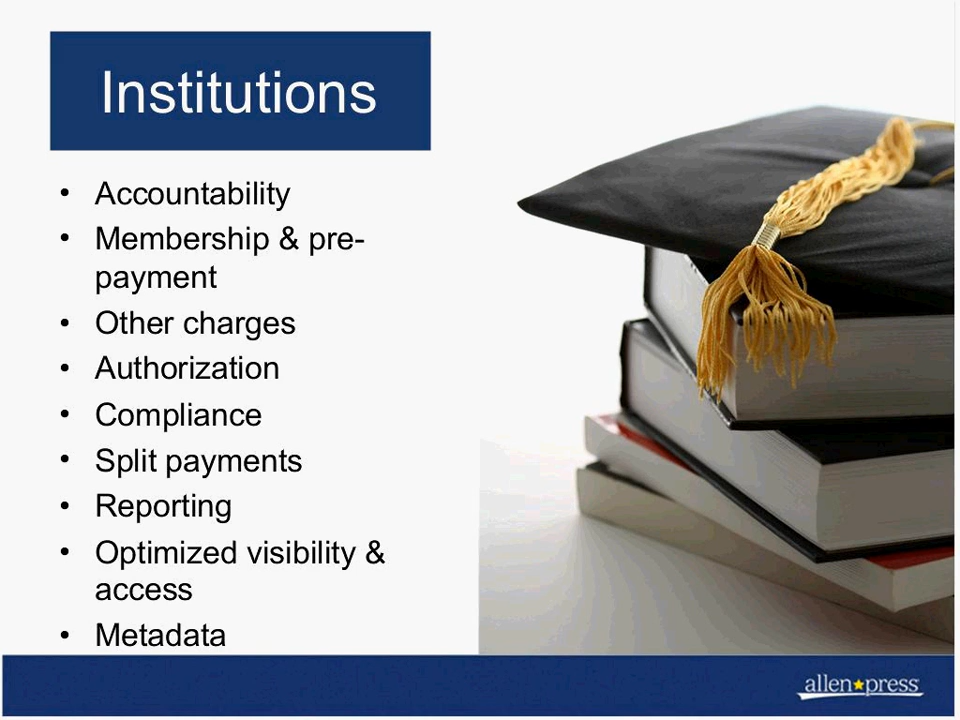 Institutions
• Accountability
• Membership & pre-
payment
• Other charges
• Authorization
• Compliance
• Split payments
• Reporting
• Optimized visibility &
access
• Metadata
allen★press